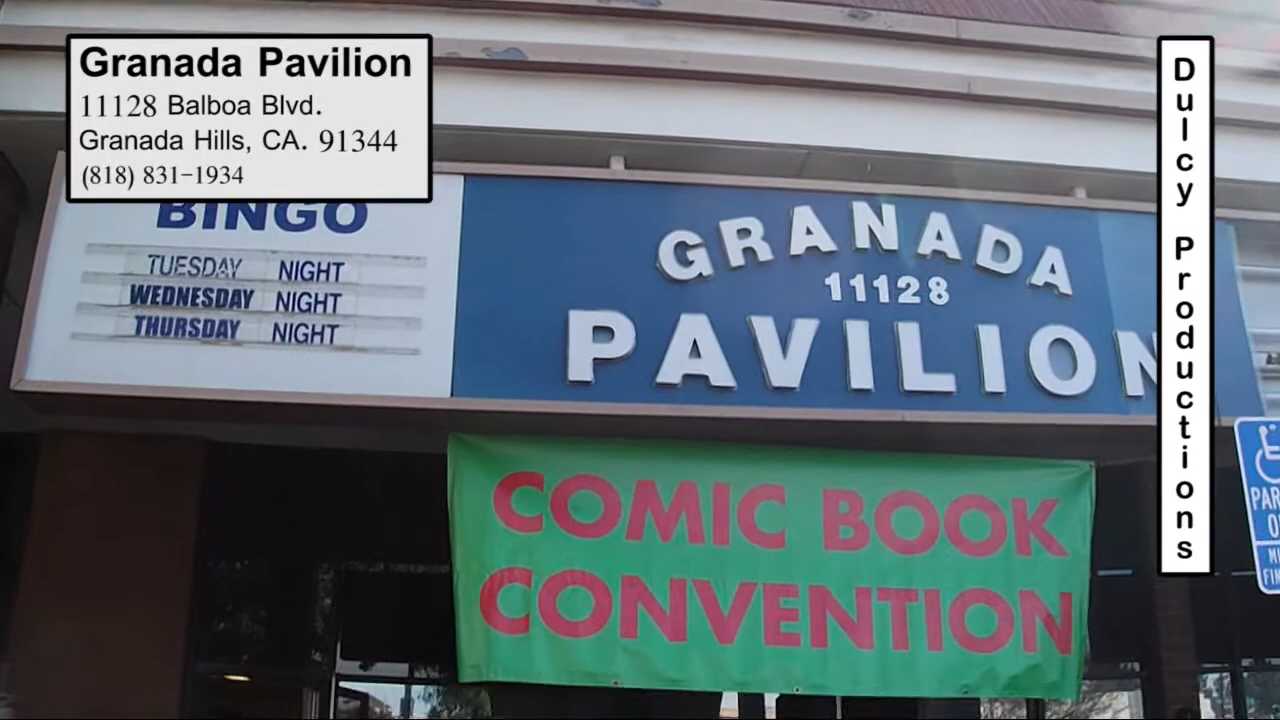 Granada Pavilion
11128 Balboa Blvd.
Granada Hills, CA. 91344
(818) 831-1934
BINGO
TUESDAY NIGHT
WEDNESDAY NIGHT
THURSDAY NIGHT
GRANADA
11128
PAVILION
COMIC BOOK
CONVENTION
Dulcy Productions